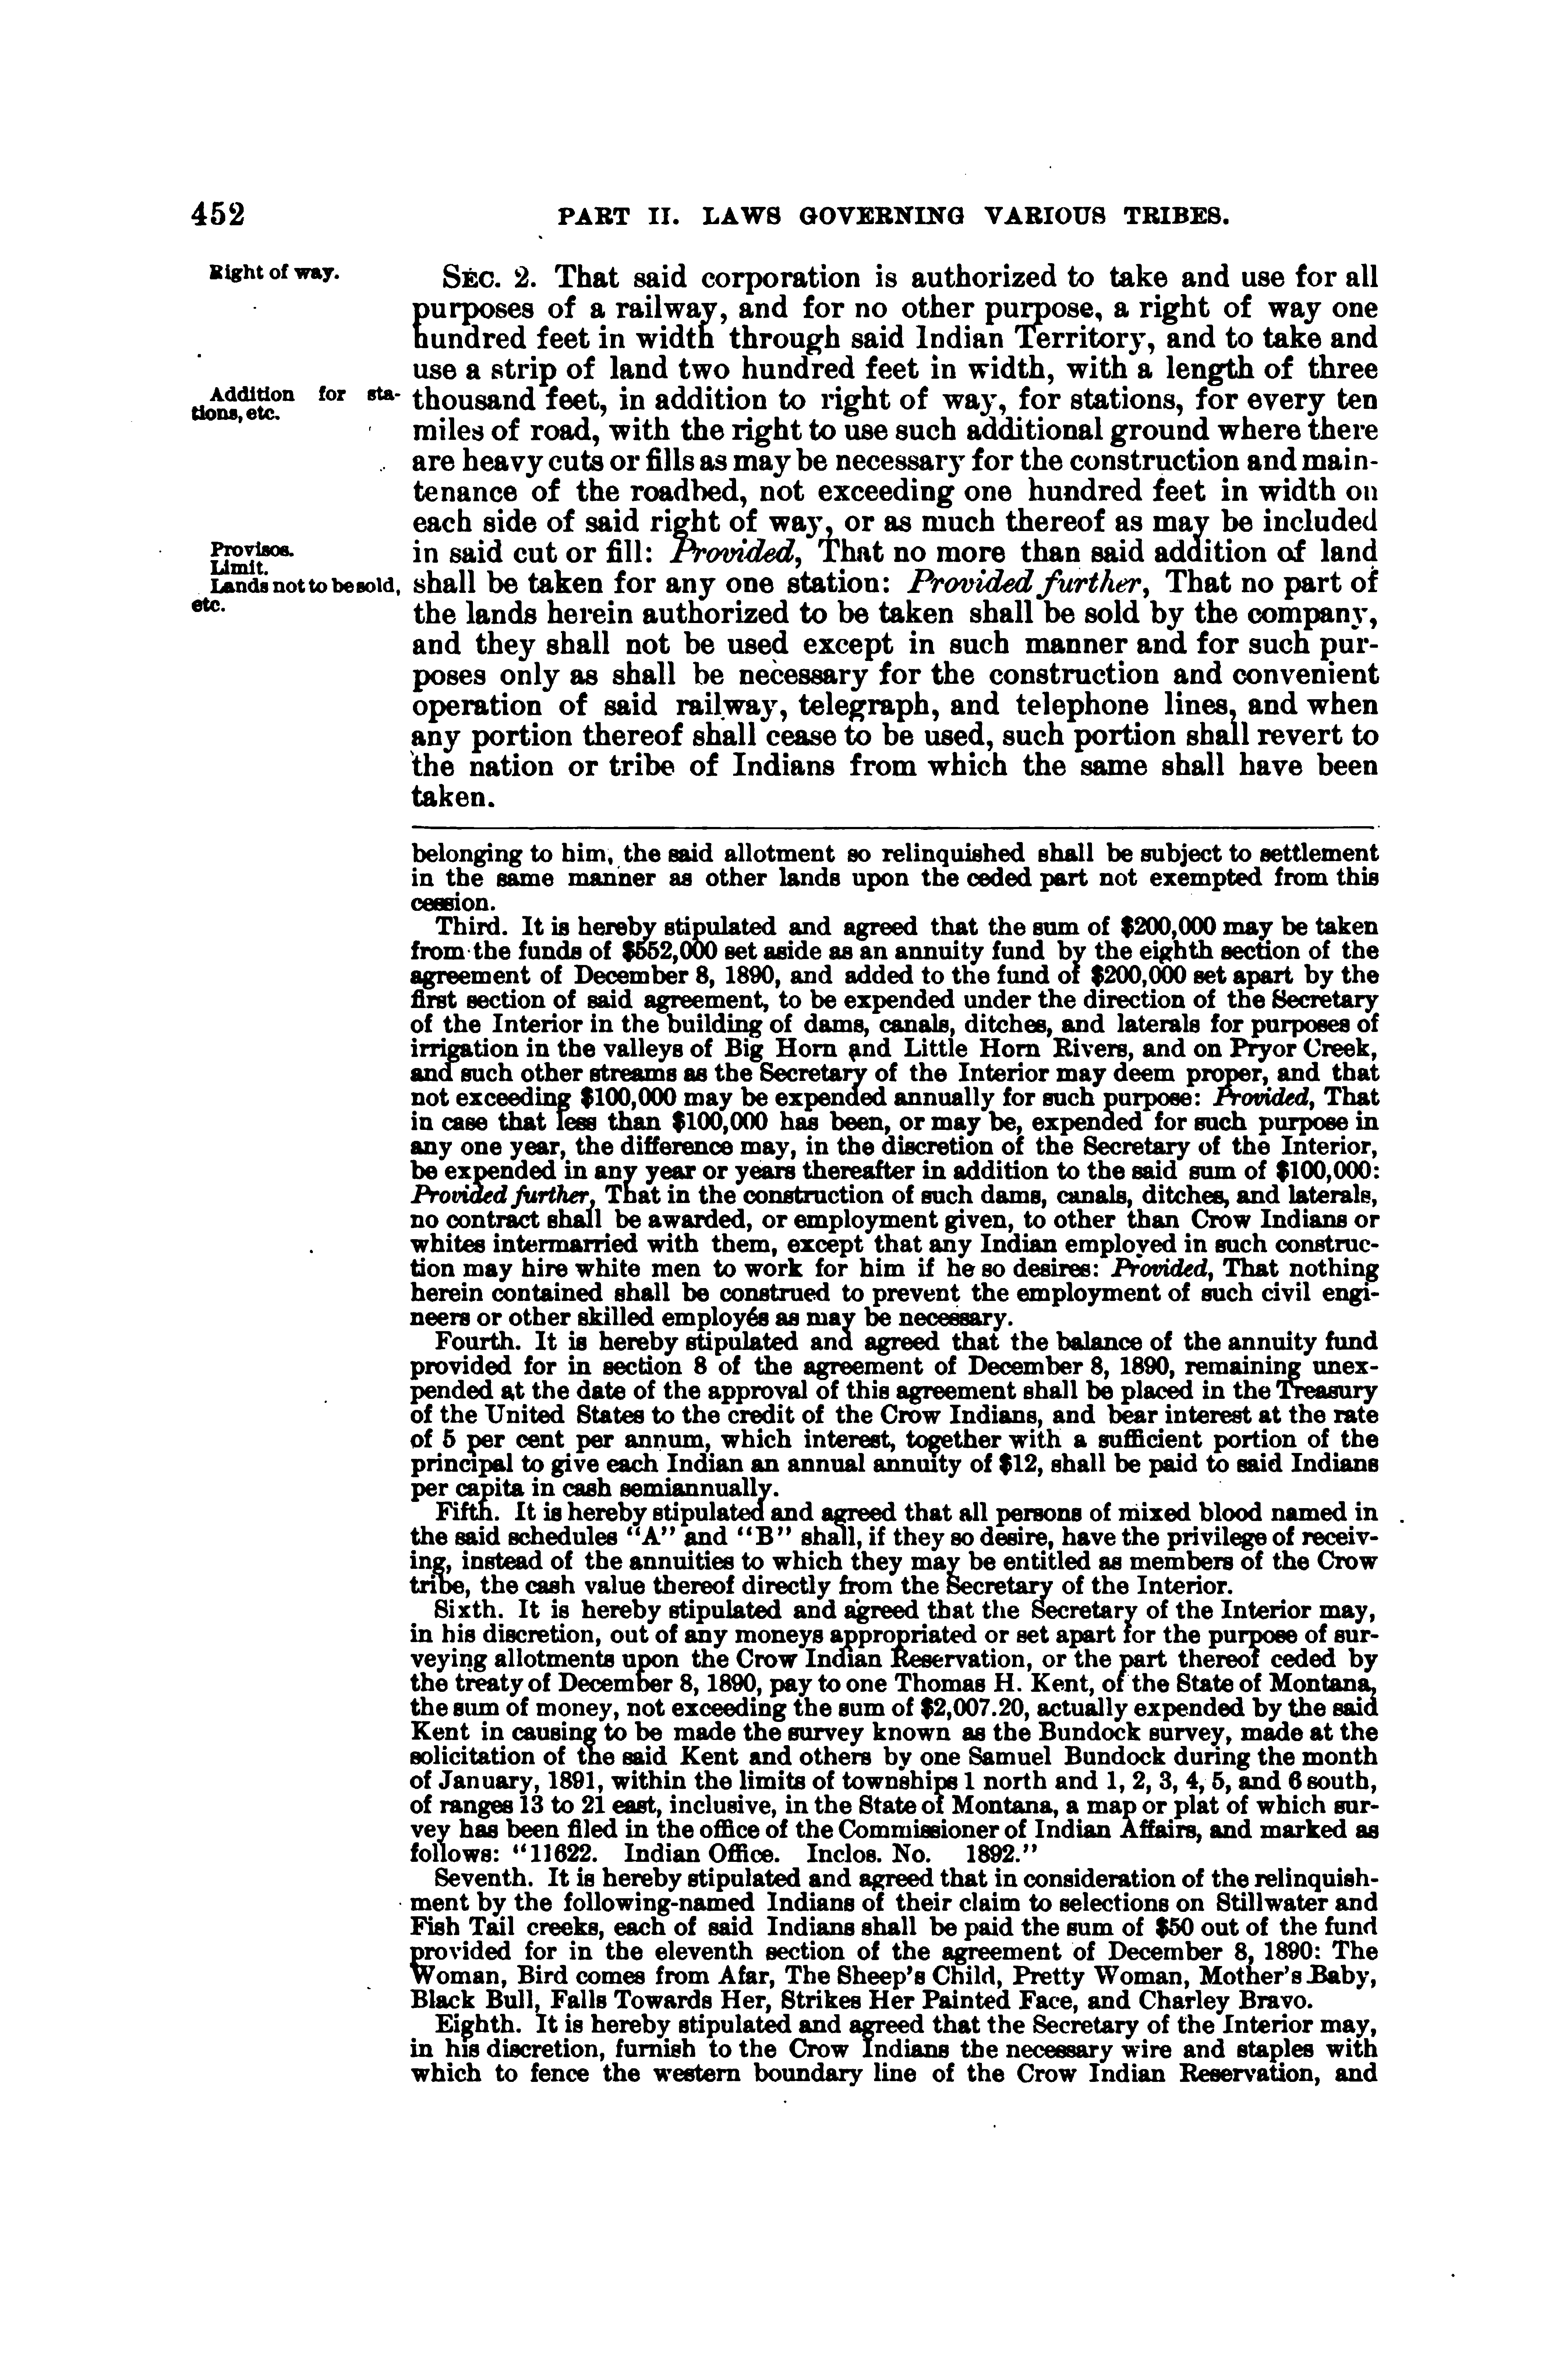 452 PART II. LAWS GOVERNING VARIOUS TRIBES.
Right of way.
SEC. 2. That said corporation is authorized to take and use for all
purposes of a railway, and for no other purpose, a right of way one
hundred feet in width through said Indian Territory, and to take and
use a strip of land two hundred feet in width, with a length of three
Addition for sta-
tions, etc.
thousand feet, in addition to right of way, for stations, for every ten
miles of road, with the right to use such additional ground where there
are heavy cuts or fills as may be necessary for the construction and main-
tenance of the roadbed, not exceeding one hundred feet in width on
each side of said right of way, or as much thereof as may be included
Provisos.
Limit.
Lands not to be sold,
etc.
in said cut or fill: Provided, That no more than said addition of land
shall be taken for any one station: Provided further, That no part of
the lands herein authorized to be taken shall be sold by the company,
and they shall not be used except in such manner and for such pur-
poses only as shall be necessary for the construction and convenient
operation of said railway, telegraph, and telephone lines, and when
any portion thereof shall cease to be used, such portion shall revert to
the nation or tribe of Indians from which the same shall have been
taken.
belonging to him, the said allotment so relinquished shall be subject to settlement
in the same manner as other lands upon the ceded part not exempted from this
cession.
Third. It is hereby stipulated and agreed that the sum of $200,000 may be taken
from the funds of $552,000 set aside as an annuity fund by the eighth section of the
agreement of December 8, 1890, and added to the fund of $200,000 set apart by the
first section of said agreement, to be expended under the direction of the Secretary
of the Interior in the building of dams, canals, ditches, and laterals for purposes of
irrigation in the valleys of Big Horn and Little Horn Rivers, and on Pryor Creek,
and such other streams as the Secretary of the Interior may deem proper, and that
not exceeding $100,000 may be expended annually for such purpose: Provided, That
in case that less than $100,000 has been, or may be, expended for such purpose in
any one year, the difference may, in the discretion of the Secretary of the Interior,
be expended in any year or years thereafter in addition to the said sum of $100,000:
Provided further, That in the construction of such dams, canals, ditches, and laterals,
no contract shall be awarded, or employment given, to other than Crow Indians or
whites intermarried with them, except that any Indian employed in such construc-
tion may hire white men to work for him if he so desires: Provided, That nothing
herein contained shall be construed to prevent the employment of such civil engi-
neers or other skilled employés as may be necessary.
Fourth. It is hereby stipulated and agreed that the balance of the annuity fund
provided for in section 8 of the agreement of December 8, 1890, remaining unex-
pended at the date of the approval of this agreement shall be placed in the Treasury
of the United States to the credit of the Crow Indians, and bear interest at the rate
of 5 per cent per annum, which interest, together with a sufficient portion of the
principal to give each Indian an annual annuity of $12, shall be paid to said Indians
per capita in cash semiannually.
Fifth. It is hereby stipulated and agreed that all persons of mixed blood named in
the said schedules "A" and "B" shall, if they so desire, have the privilege of receiv-
ing, instead of the annuities to which they may be entitled as members of the Crow
tribe, the cash value thereof directly from the Secretary of the Interior.
Sixth. It is hereby stipulated and agreed that the Secretary of the Interior may,
in his discretion, out of any moneys appropriated or set apart for the purpose of sur-
veying allotments upon the Crow Indian Reservation, or the part thereof ceded by
the treaty of December 8, 1890, pay to one Thomas H. Kent, of the State of Montana,
the sum of money, not exceeding the sum of $2,007.20, actually expended by the said
Kent in causing to be made the survey known as the Bundock survey, made at the
solicitation of the said Kent and others by one Samuel Bundock during the month
of January, 1891, within the limits of townships 1 north and 1, 2, 3, 4, 5, and 6 south,
of ranges 13 to 21 east, inclusive, in the State of Montana, a map or plat of which sur-
vey has been filed in the office of the Commissioner of Indian Affairs, and marked as
follows: "11622. Indian Office. Inclos. No. 1892."
Seventh. It is hereby stipulated and agreed that in consideration of the relinquish-
ment by the following-named Indians of their claim to selections on Stillwater and
Fish Tail creeks, each of said Indians shall be paid the sum of $50 out of the fund
provided for in the eleventh section of the agreement of December 8, 1890: The
Woman, Bird comes from Afar, The Sheep's Child, Pretty Woman, Mother's Baby,
Black Bull, Falls Towards Her, Strikes Her Painted Face, and Charley Bravo.
Eighth. It is hereby stipulated and agreed that the Secretary of the Interior may,
in his discretion, furnish to the Crow Indians the necessary wire and staples with
which to fence the western boundary line of the Crow Indian Reservation, and